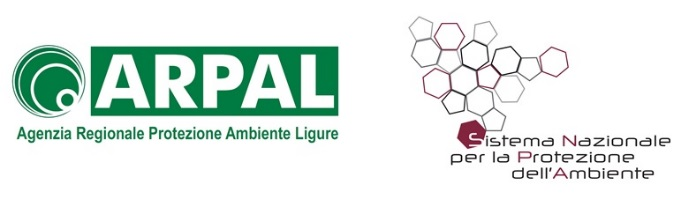 ARPAL
Agenzia Regionale Protezione Ambiente Ligure
Sistema Nazionale
per la Protezione
dell'Ambiente